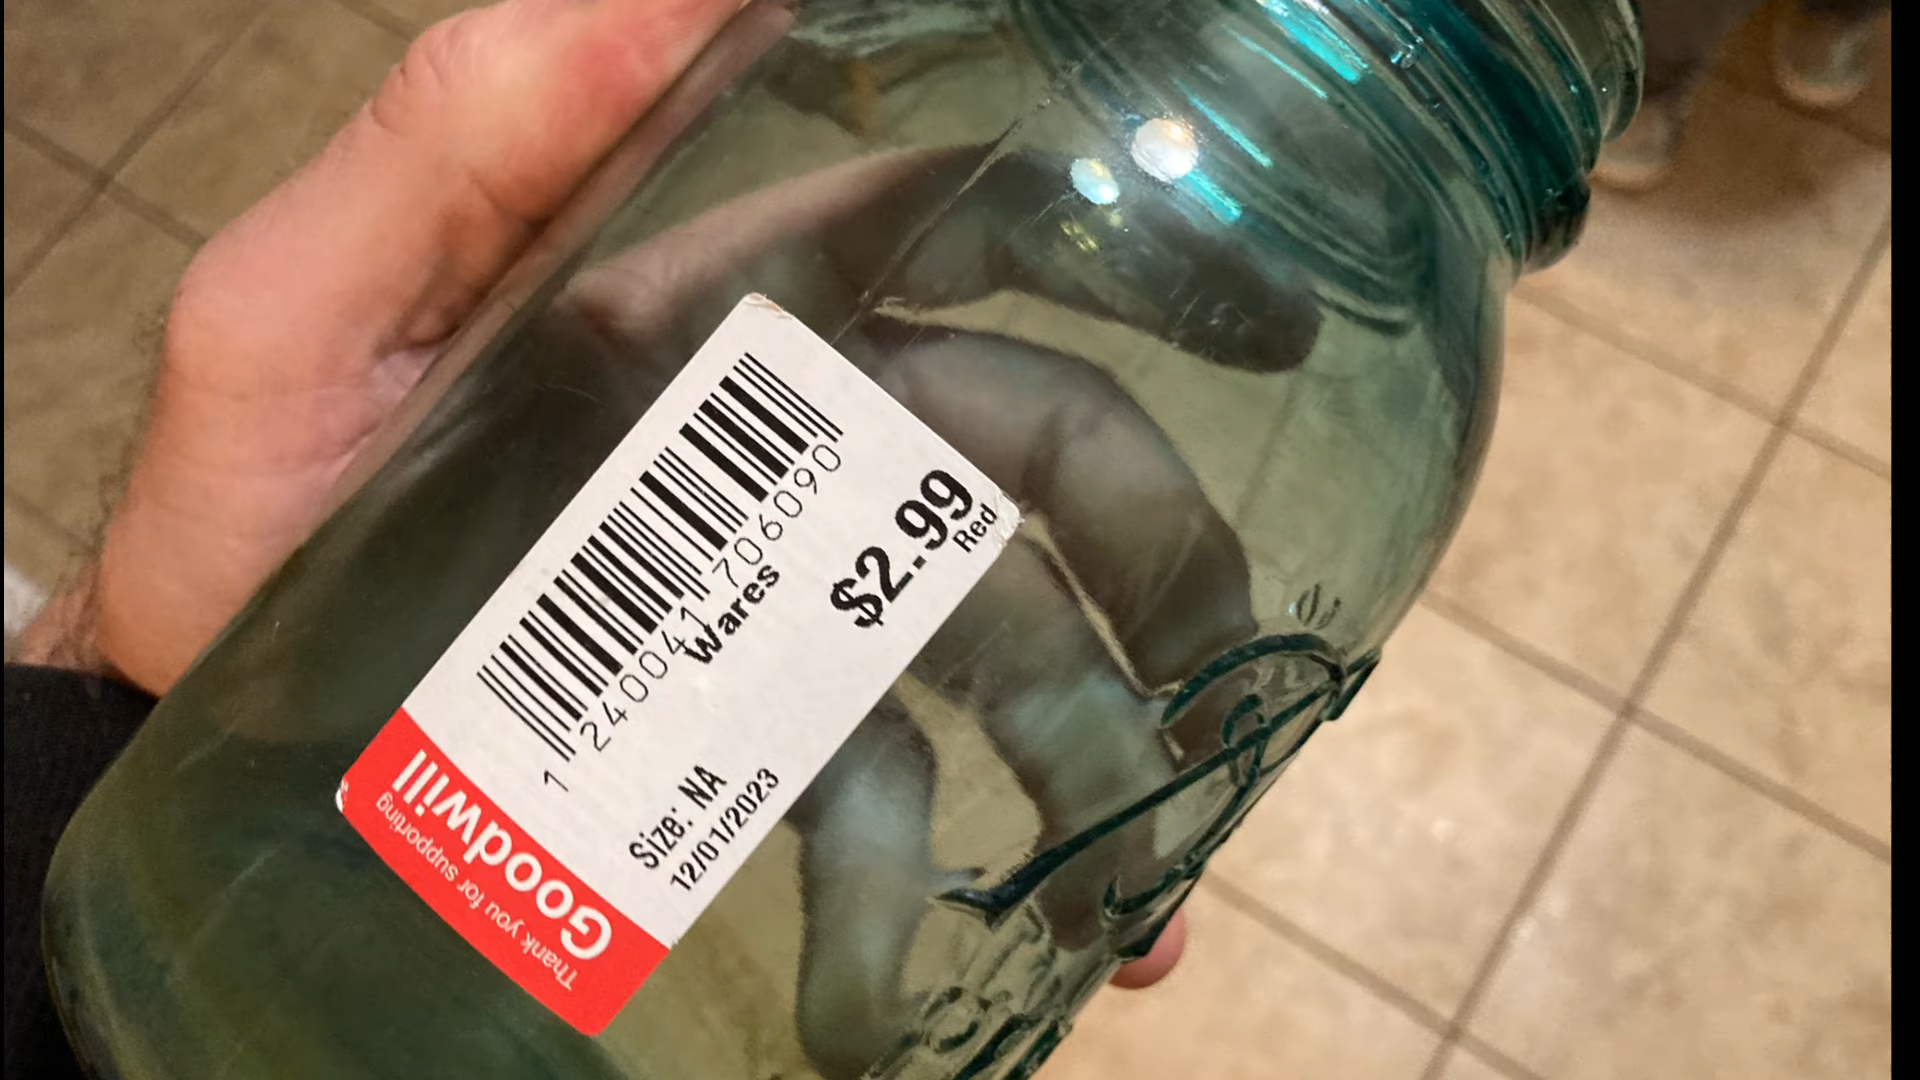 1 240041 706090
Wares
$2.99
Red
Size: NA
12/01/2023
Thank you for supporting
Goodwill